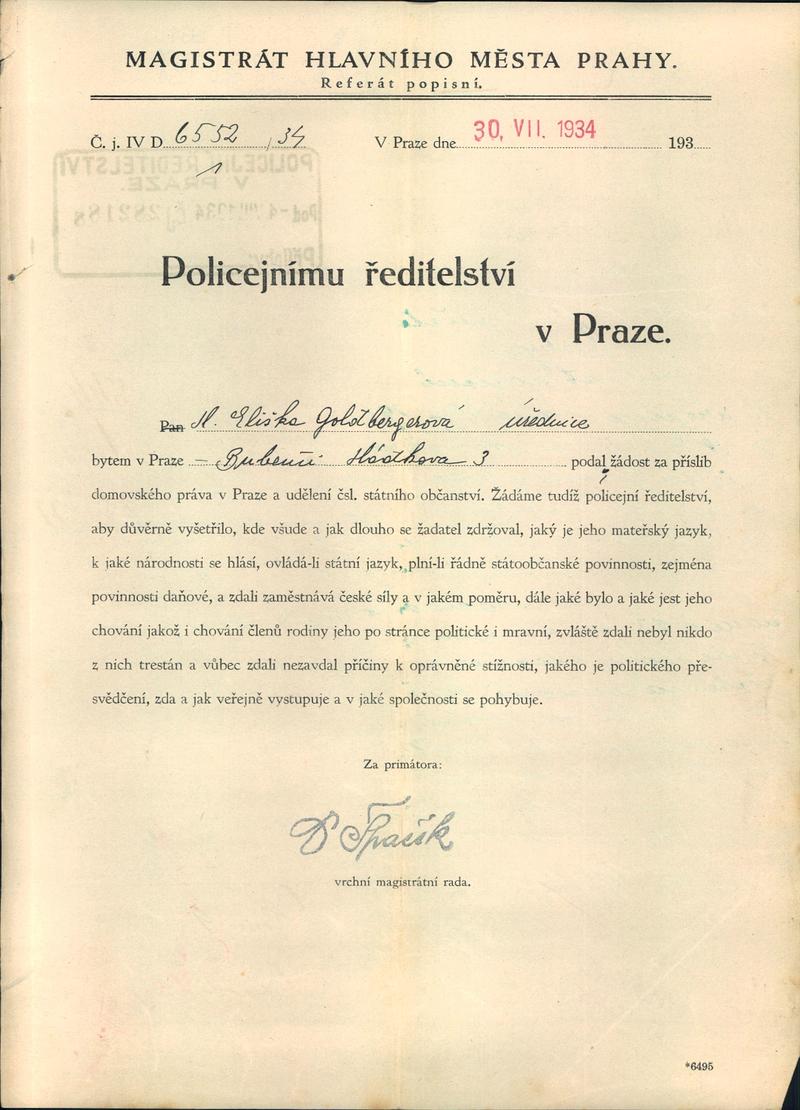 MAGISTRÁT HLAVNÍHO MĚSTA PRAHY.
Referát popisní.
Č. j. IV D. 6552 / 34
V Praze dne 30. VII. 1934 193
1
Policejnímu ředitelství
v Praze.
Pan Eliška Goldbergerová úřednice
bytem v Praze – Bubenči 3 podal žádost za příslib
domovského práva v Praze a udělení čsl. státního občanství. Žádáme tudíž policejní ředitelství,
aby důvěrně vyšetřilo, kde všude a jak dlouho se žadatel zdržoval, jaký je jeho mateřský jazyk,
k jaké národnosti se hlásí, ovládá-li státní jazyk, plní-li řádně státoobčanské povinnosti, zejména
povinnosti daňové, a zdali zaměstnává české síly a v jakém poměru, dále jaké bylo a jaké jest jeho
chování jakož i chování členů rodiny jeho po stránce politické i mravní, zvláště zdali nebyl nikdo
z nich trestán a vůbec zdali nezavdal příčiny k oprávněné stížnosti, jakého je politického pře-
svědčení, zda a jak veřejně vystupuje a v jaké společnosti se pohybuje.
Za primátora:
vrchní magistrátní rada.
*6495